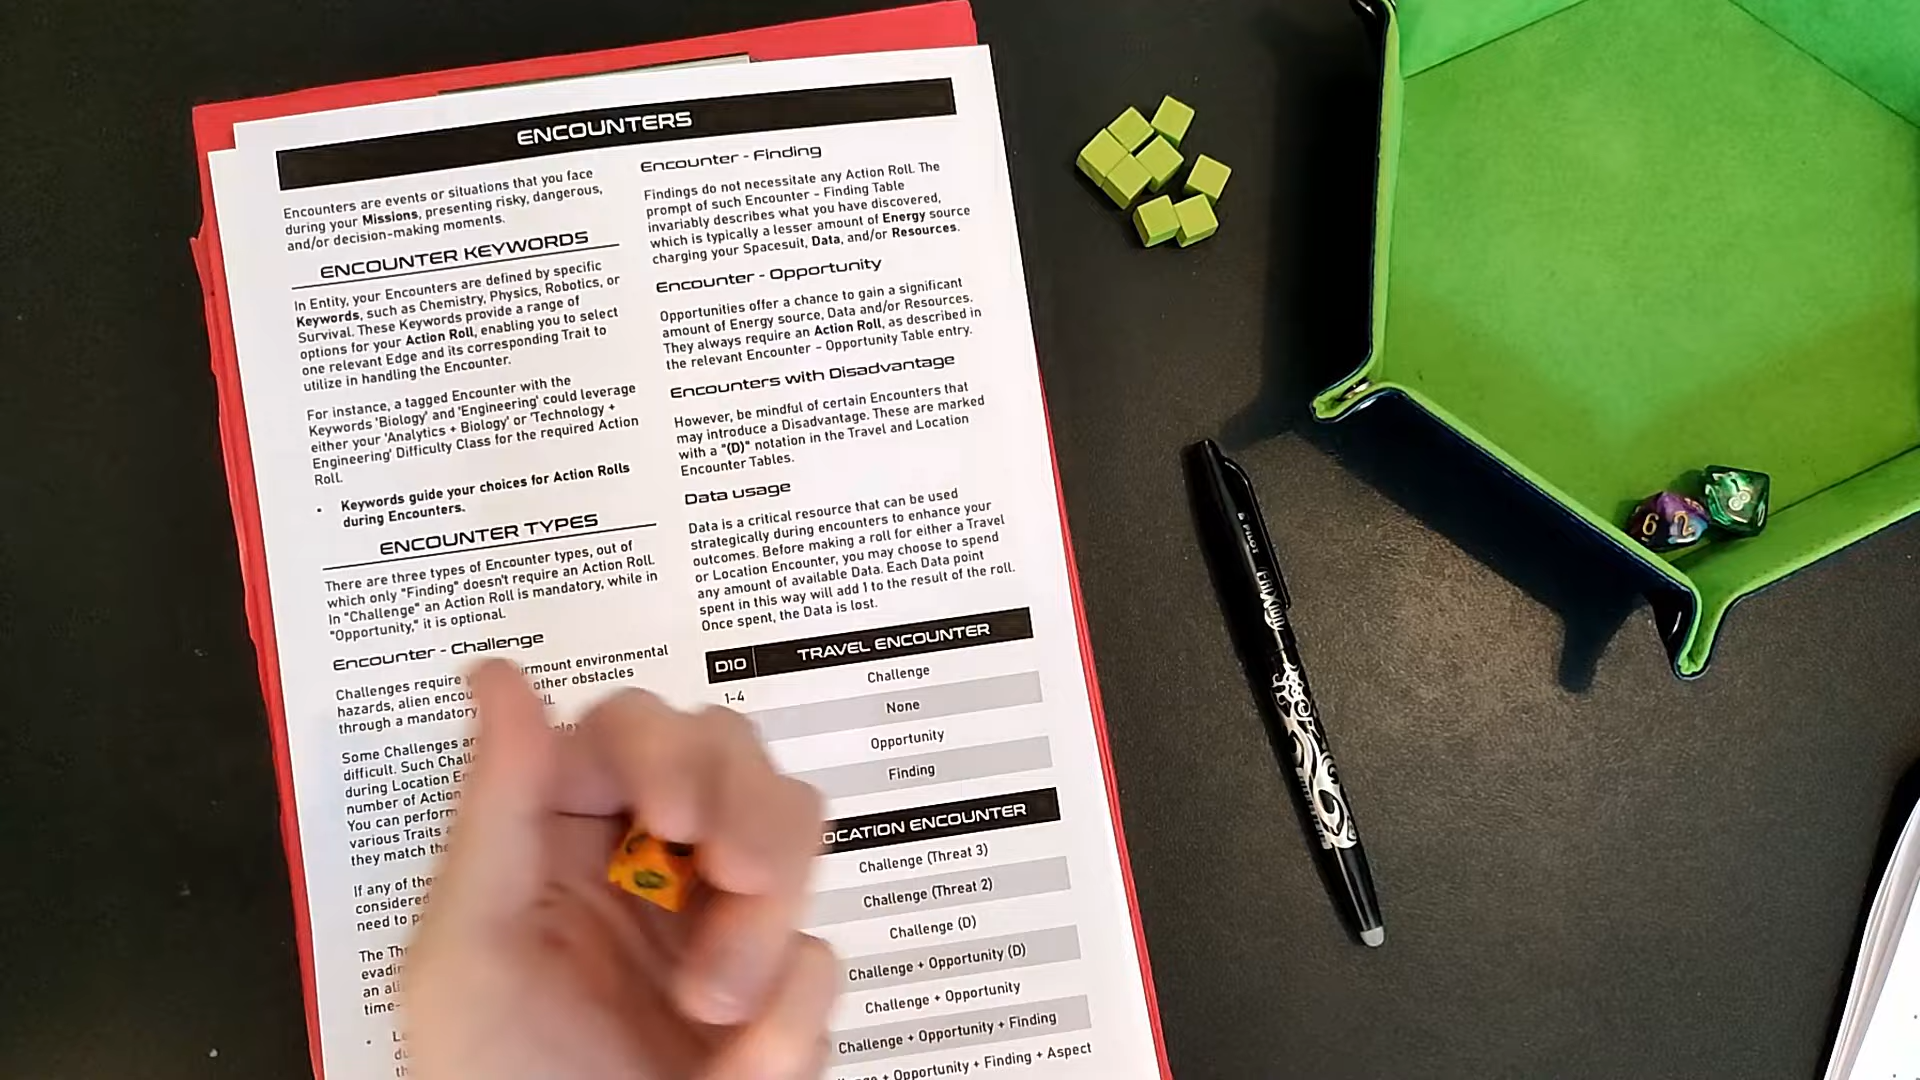 ENCOUNTERS
Encounters are events or situations that you face
during your Missions, presenting risky, dangerous,
and/or decision-making moments.
ENCOUNTER KEYWORDS
In Entity, your Encounters are defined by specific
Keywords, such as Chemistry, Physics, Robotics, or
Survival. These Keywords provide a range of
options for your Action Roll, enabling you to select
one relevant Edge and its corresponding Trait to
utilize in handling the Encounter.
For instance, a tagged Encounter with the
Keywords 'Biology' and 'Engineering' could leverage
either your 'Analytics + Biology' or 'Technology +
Engineering' Difficulty Class for the required Action
Roll.
• Keywords guide your choices for Action Rolls
during Encounters.
ENCOUNTER TYPES
There are three types of Encounter types, out of
which only "Finding" doesn't require an Action Roll.
In "Challenge" an Action Roll is mandatory, while in
"Opportunity," it is optional.
Encounter - Challenge
Challenges require environmental
hazards, alien other obstacles
through a mandatory
Some Challenges
difficult. Such
during Location
number of Action
You can perform
various Traits
they match the
If any of
considered
need to
The
an
time-
Encounter - Finding
Findings do not necessitate any Action Roll. The
prompt of such Encounter - Finding Table
invariably describes what you have discovered,
which is typically a lesser amount of Energy source
charging your Spacesuit, Data, and/or Resources.
Encounter - Opportunity
Opportunities offer a chance to gain a significant
amount of Energy source, Data and/or Resources.
They always require an Action Roll, as described in
the relevant Encounter - Opportunity Table entry.
Encounters with Disadvantage
However, be mindful of certain Encounters that
may introduce a Disadvantage. These are marked
with a "(D)" notation in the Travel and Location
Encounter Tables.
Data usage
Data is a critical resource that can be used
strategically during encounters to enhance your
outcomes. Before making a roll for either a Travel
or Location Encounter, you may choose to spend
any amount of available Data. Each Data point
spent in this way will add 1 to the result of the roll.
Once spent, the Data is lost.
D10 TRAVEL ENCOUNTER
1-4 Challenge
None
Opportunity
Finding
LOCATION ENCOUNTER
Challenge (Threat 3)
Challenge (Threat 2)
Challenge (D)
Challenge + Opportunity (D)
Challenge + Opportunity
Challenge + Opportunity + Finding
+ Opportunity + Finding + Aspect
PILOT
6 2
8